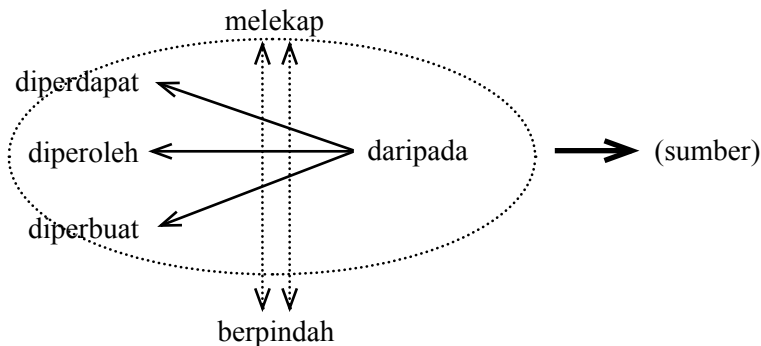 melekap
diperdapat
diperoleh daripada (sumber)
diperbuat
berpindah